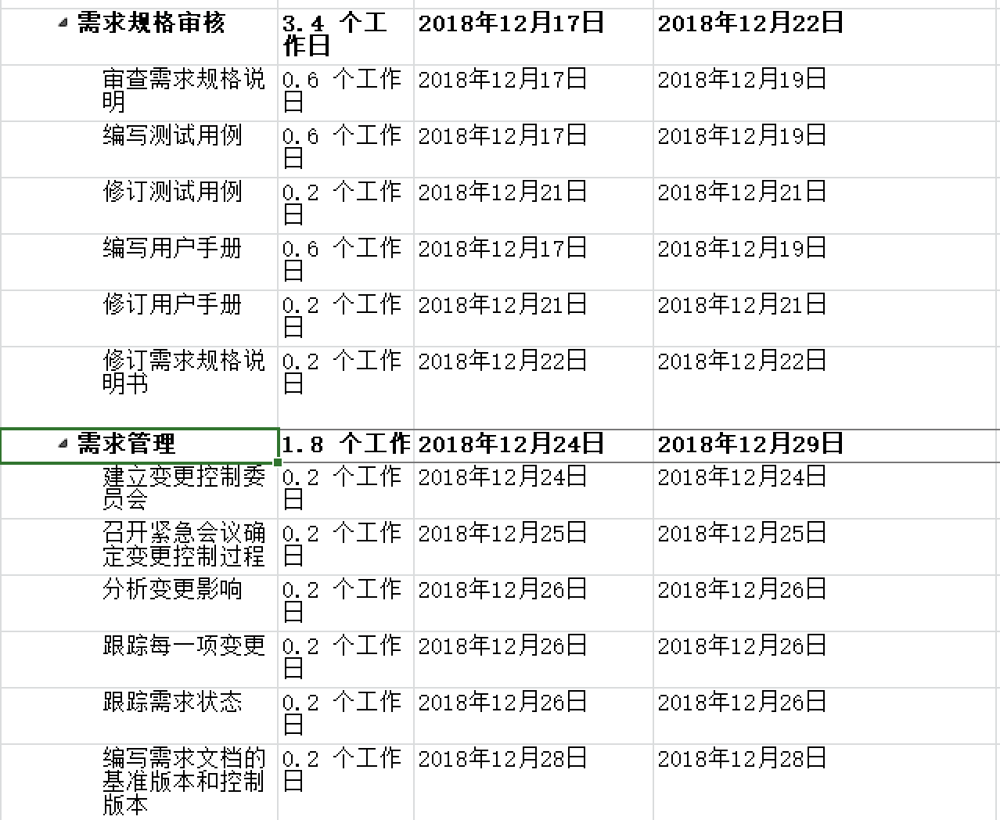 需求规格审核 3.4 个工 2018年12月17日 2018年12月22日
作日
审查需求规格说 0.6 个工作 2018年12月17日 2018年12月19日
明 日
编写测试用例 0.6 个工作 2018年12月17日 2018年12月19日
日
修订测试用例 0.2 个工作 2018年12月21日 2018年12月21日
日
编写用户手册 0.6 个工作 2018年12月17日 2018年12月19日
日
修订用户手册 0.2 个工作 2018年12月21日 2018年12月21日
日
修订需求规格说 0.2 个工作 2018年12月22日 2018年12月22日
明书 日
需求管理 1.8 个工作 2018年12月24日 2018年12月29日
建立变更控制委 0.2 个工作 2018年12月24日 2018年12月24日
员会 日
召开紧急会议确 0.2 个工作 2018年12月25日 2018年12月25日
定变更控制过程 日
分析变更影响 0.2 个工作 2018年12月26日 2018年12月26日
日
跟踪每一项变更 0.2 个工作 2018年12月26日 2018年12月26日
日
跟踪需求状态 0.2 个工作 2018年12月26日 2018年12月26日
日
编写需求文档的 0.2 个工作 2018年12月28日 2018年12月28日
基准版本和控制 日
版本